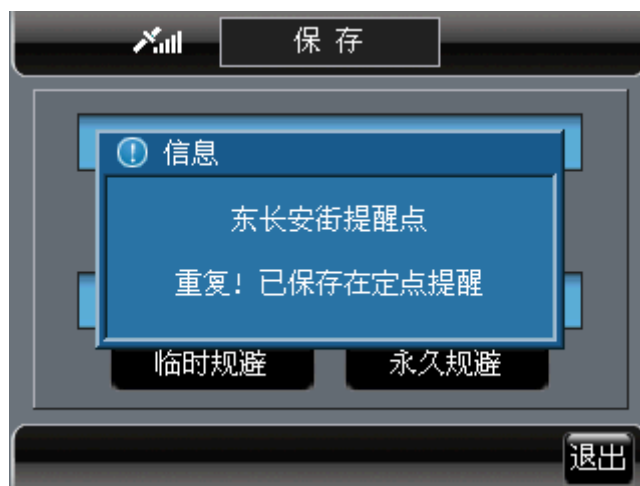 保 存
信息
东长安街提醒点
重复！已保存在定点提醒
临时规避 永久规避
退出